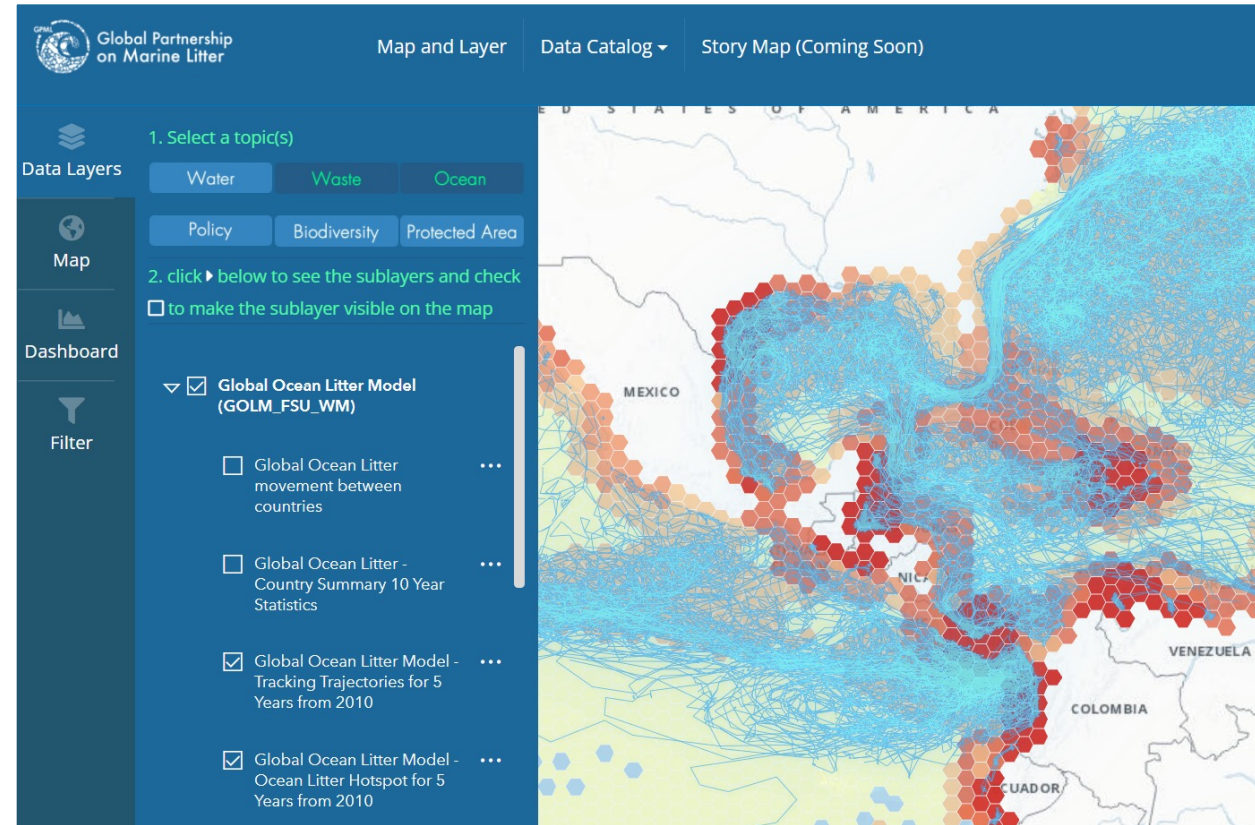 GPML
Global Partnership
on Marine Litter
Map and Layer
Data Catalog
Story Map (Coming Soon)
Data Layers
Map
Dashboard
Filter
1. Select a topic(s)
Water
Waste
Ocean
Policy
Biodiversity
Protected Area
2. click below to see the sublayers and check
to make the sublayer visible on the map
Global Ocean Litter Model
(GOLM_FSU_WM)
Global Ocean Litter
movement between
countries
Global Ocean Litter -
Country Summary 10 Year
Statistics
Global Ocean Litter Model -
Tracking Trajectories for 5
Years from 2010
Global Ocean Litter Model -
Ocean Litter Hotspot for 5
Years from 2010
E D S T A T E S O F A M E R I C A
MEXICO
NIC
VENEZUELA
COLOMBIA
CUADOR